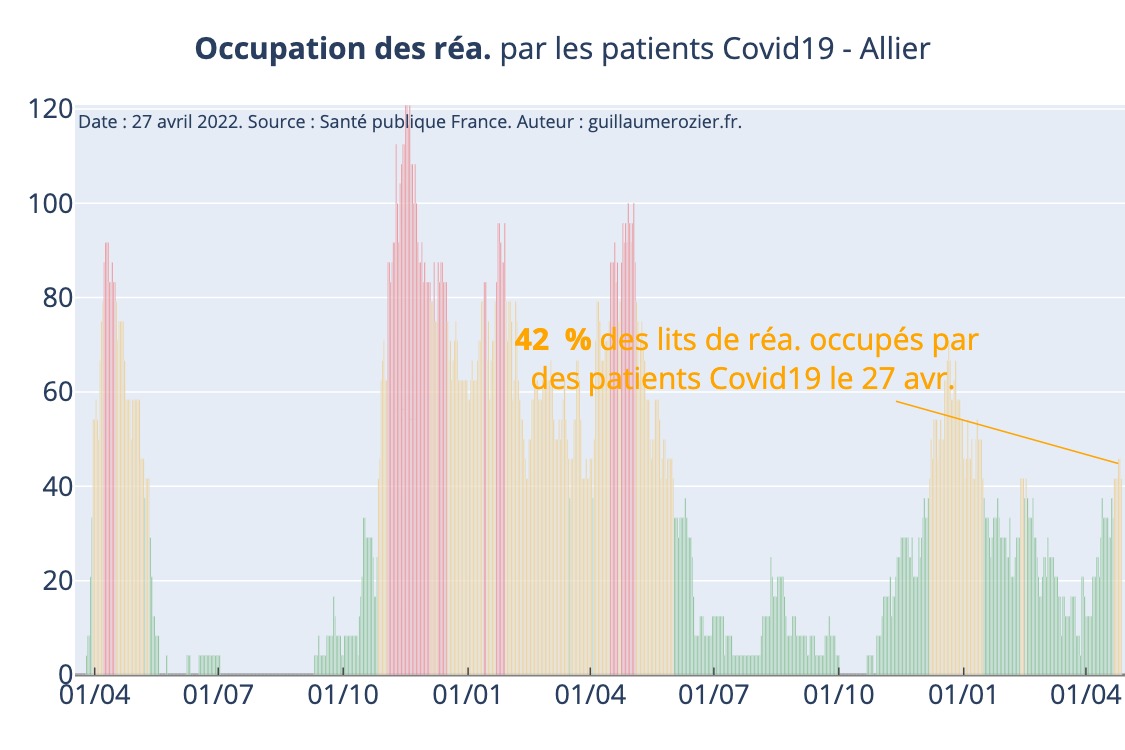 Occupation des réa. par les patients Covid19 - Allier
120
Date : 27 avril 2022. Source : Santé publique France. Auteur : guillaumerozier.fr.
100
80
42 % des lits de réa. occupés par
des patients Covid19 le 27 avr.
60
40
20
0
01/04 01/07 01/10 01/01 01/04 01/07 01/10 01/01 01/04